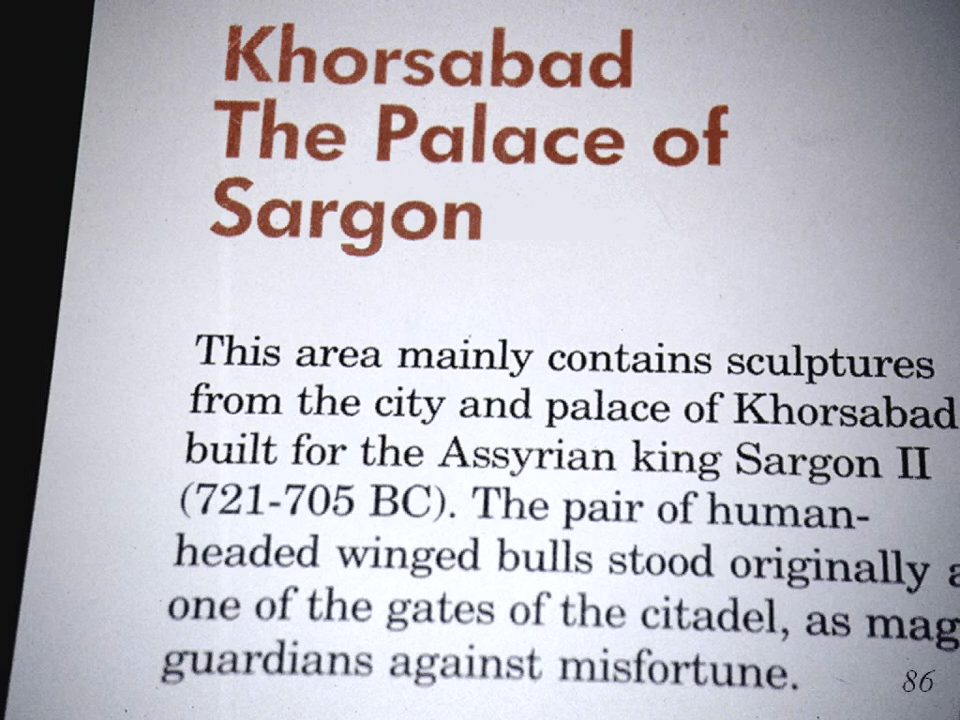 Khorsabad
The Palace of
Sargon
This area mainly contains sculptures
from the city and palace of Khorsabad
built for the Assyrian king Sargon II
(721-705 BC). The pair of human-
headed winged bulls stood originally a
one of the gates of the citadel, as mag
guardians against misfortune.
86